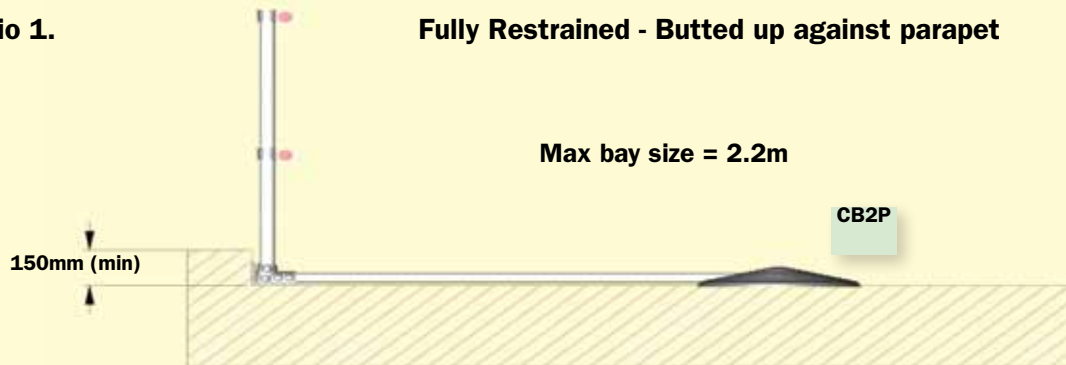 io 1.
Fully Restrained - Butted up against parapet
Max bay size = 2.2m
CB2P
150mm (min)